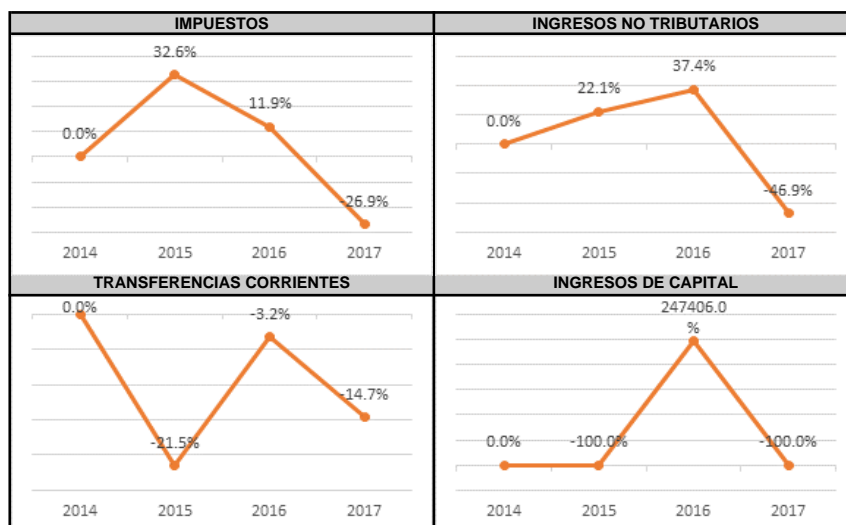 IMPUESTOS
32.6%
11.9%
0.0%
-26.9%
2014 2015 2016 2017
INGRESOS NO TRIBUTARIOS
37.4%
22.1%
0.0%
-46.9%
2014 2015 2016 2017
TRANSFERENCIAS CORRIENTES
0.0%
-3.2%
-14.7%
-21.5%
2014 2015 2016 2017
INGRESOS DE CAPITAL
247406.0
%
0.0% -100.0% -100.0%
2014 2015 2016 2017